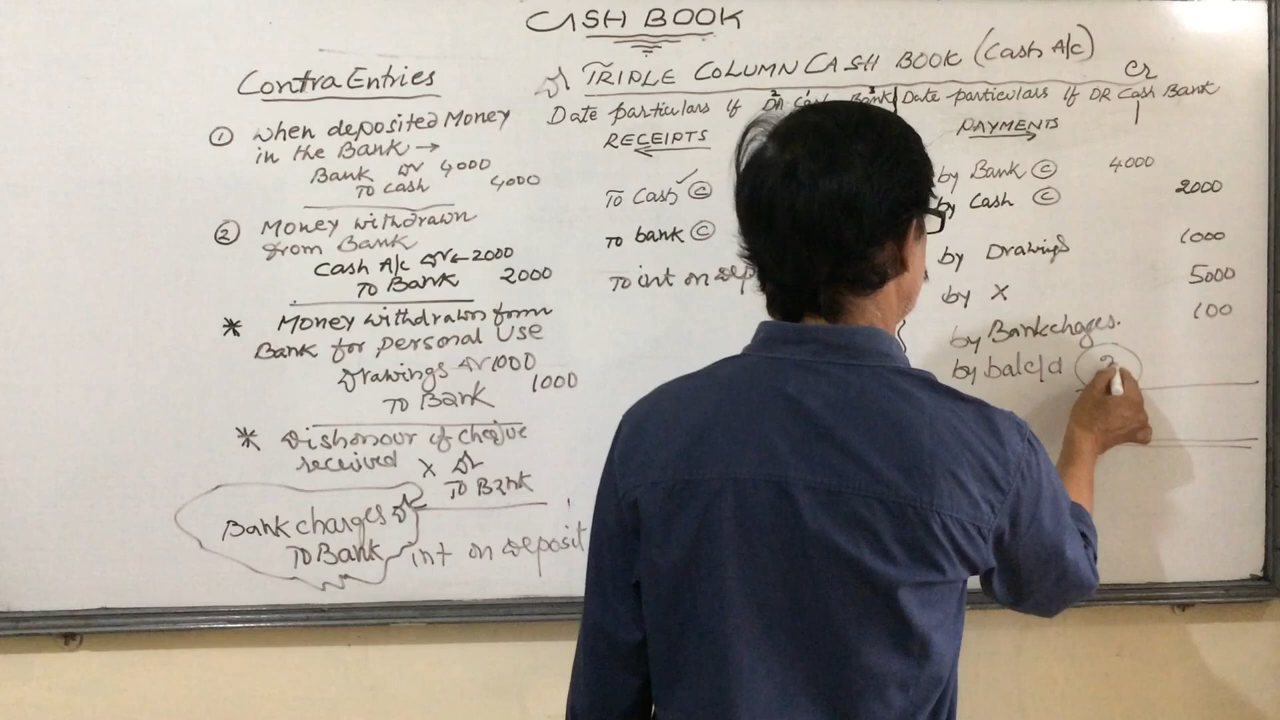 CASH BOOK
Contra Entries
① when deposited Money
in the Bank →
Bank Dr 4000
To cash 4000
② Money withdrawn
from Bank
Cash A/c Dr ← 2000
To Bank 2000
* Money withdrawn form
Bank for personal Use
Drawings Dr 1000
To Bank 1000
* Dishonour of cheque
received X Dr
To Bank
Bank charges Dr
To Bank
int on Deposit
TRIPLE COLUMN CASH BOOK (Cash A/c)
Dr
Cr
Date particulars lf DR Cash Bank
RECEIPTS
To Cash ✓ ©
To bank ©
To int on dep
Date particulars lf DR Cash Bank
PAYMENTS
by Bank © 4000
by Cash © 2000
by Drawings 1000
by X 5000
by Bank chages. 100
by bal c/d ?